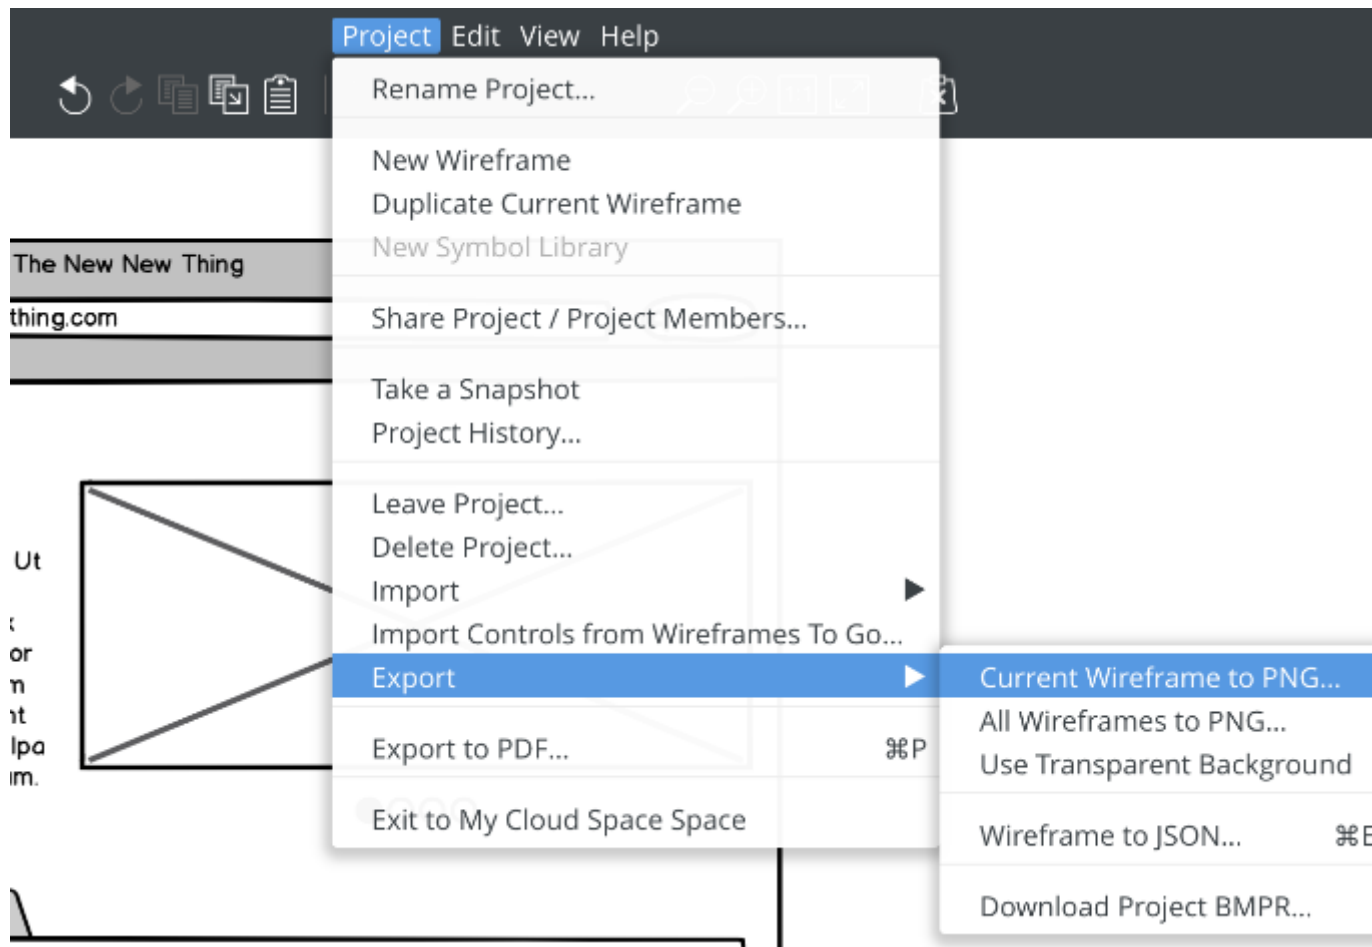 Project Edit View Help
Rename Project...
New Wireframe
Duplicate Current Wireframe
New Symbol Library
The New New Thing
thing.com
Share Project / Project Members...
Take a Snapshot
Project History...
Leave Project...
Delete Project...
Ut
Import
Import Controls from Wireframes To Go...
or
Export
Current Wireframe to PNG...
All Wireframes to PNG...
lpa
Export to PDF... ⌘P
Use Transparent Background
um.
Exit to My Cloud Space Space
Wireframe to JSON... ⌘E
Download Project BMPR...